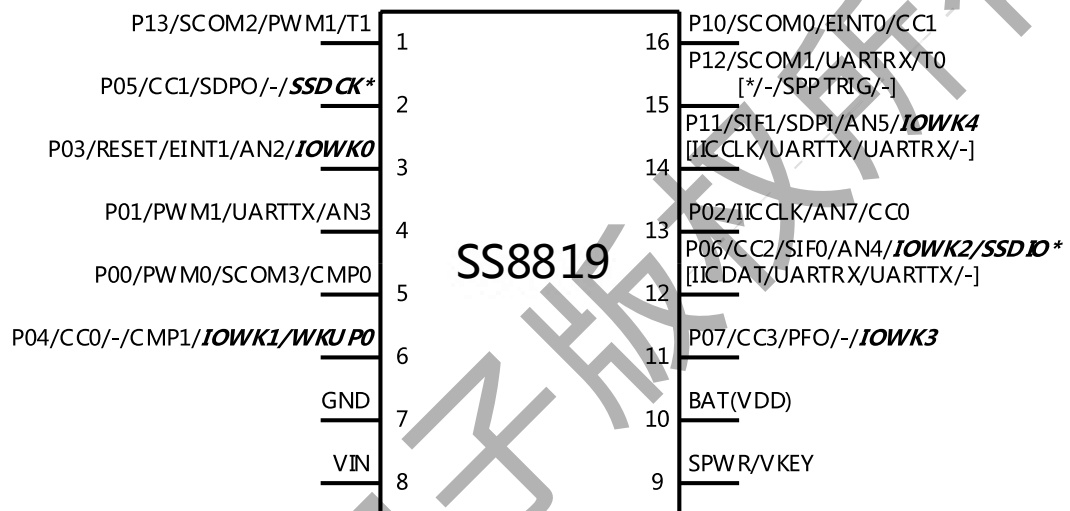 P13/SCOM2/PWM1/T1
1
16
P10/SCOM0/EINT0/CC1
P05/CC1/SDPO/-/SSDCK*
2
15
P12/SCOM1/UARTRX/T0
[*/-/SPPTRIG/-]
P03/RESET/EINT1/AN2/IOWK0
3
14
P11/SIF1/SDPI/AN5/IOWK4
[IICCLK/UARTTX/UARTRX/-]
P01/PWM1/UARTTX/AN3
4
13
P02/IICCLK/AN7/CC0
SS8819
P00/PWM0/SCOM3/CMP0
5
12
P06/CC2/SIF0/AN4/IOWK2/SSDIO*
[IICDAT/UARTRX/UARTTX/-]
P04/CC0/-/CMP1/IOWK1/WKUP0
6
11
P07/CC3/PFO/-/IOWK3
GND
7
10
BAT(VDD)
VIN
8
9
SPWR/VKEY
子版权所